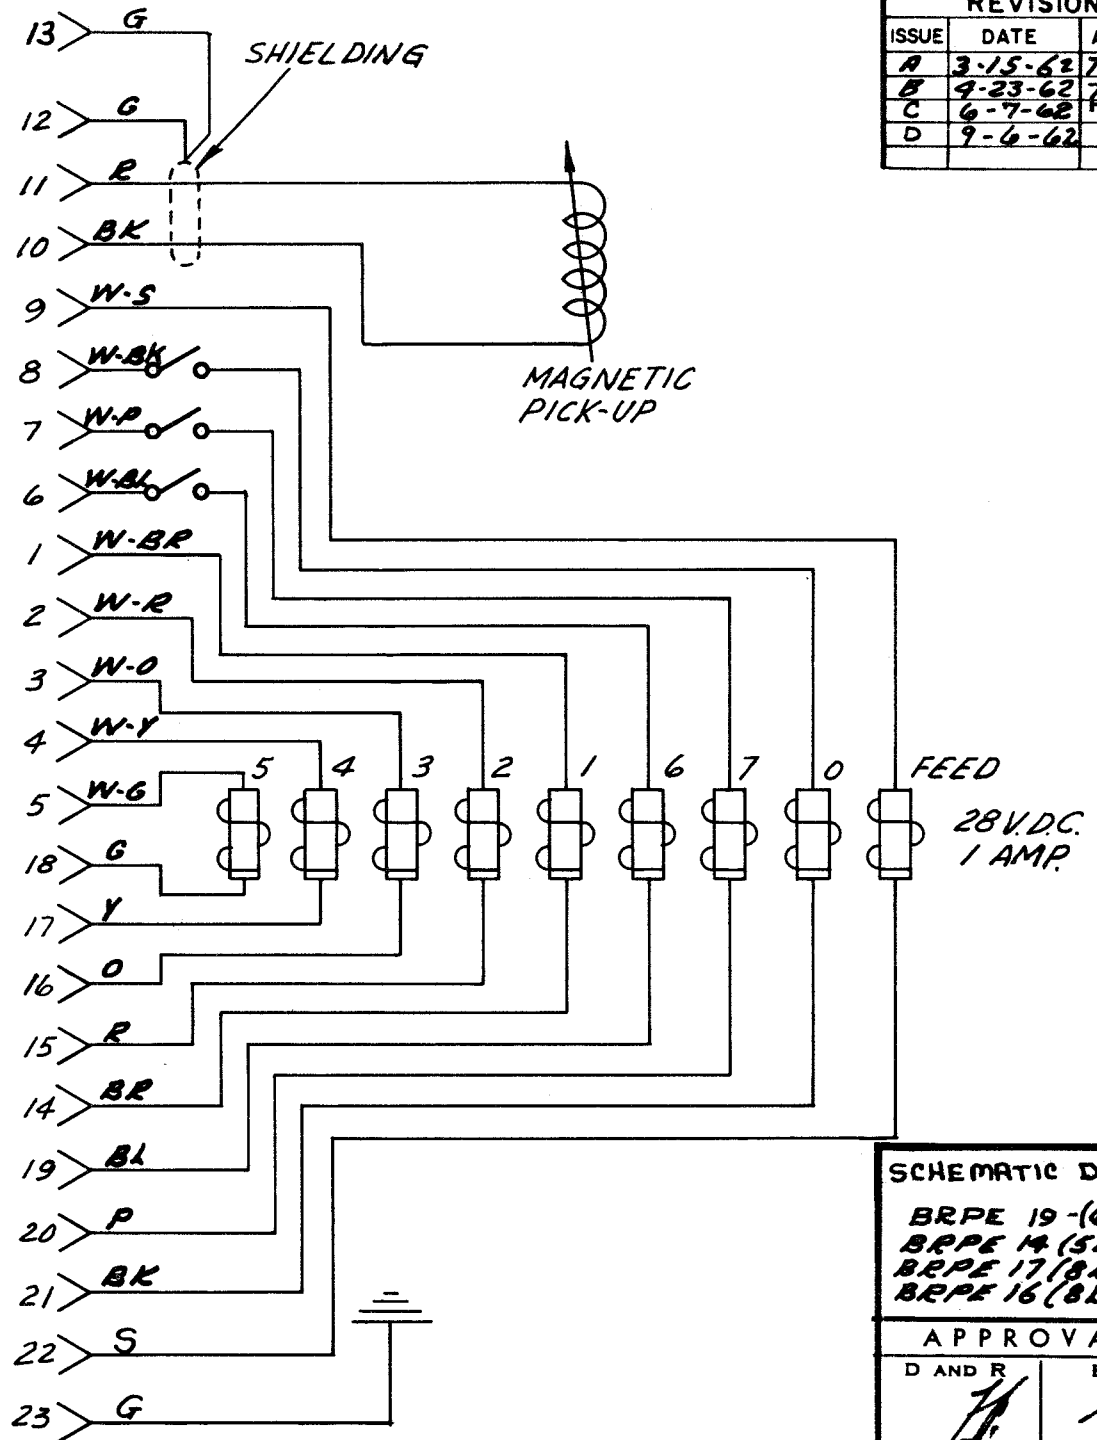 REVISION
ISSUE DATE
A 3-15-62
B 4-23-62
C 6-7-62
D 9-6-62
13 G
SHIELDING
12 G
11 R
10 BK
9 W-S
8 W-BK
MAGNETIC
PICK-UP
7 W-P
6 W-BL
1 W-BR
2 W-R
3 W-O
4 W-Y
5 4 3 2 1 6 7 0 FEED
5 W-G
28 V.D.C.
1 AMP.
18 G
17 Y
16 O
15 R
14 BR
19 BL
20 P
21 BK
22 S
23 G
SCHEMATIC D
BRPE 19-(
BRPE 14 (5
BRPE 17 (8
BRPE 16 (8
APPROVA
D AND R